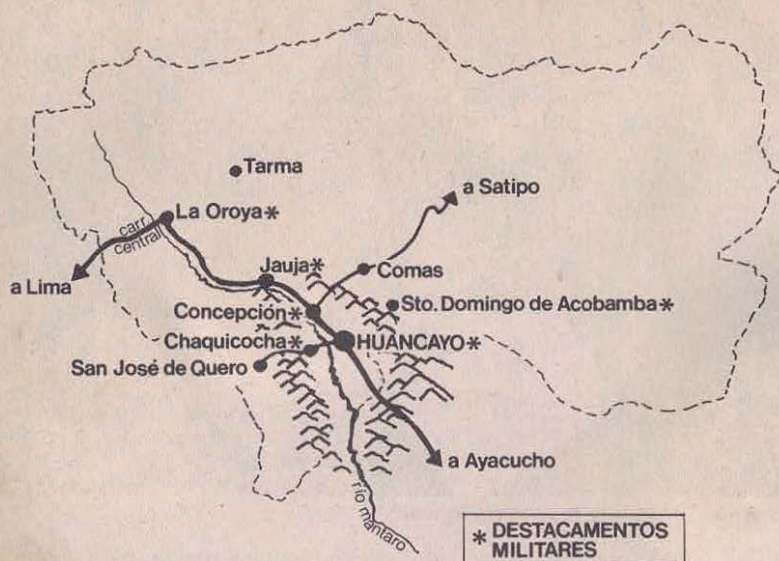 Tarma
a Satipo
La Oroya*
carr. central
a Lima
Jauja*
Comas
Concepción*
Sto. Domingo de Acobamba*
Chaquicocha*
HUANCAYO*
San José de Quero
a Ayacucho
río mantaro
* DESTACAMENTOS
MILITARES